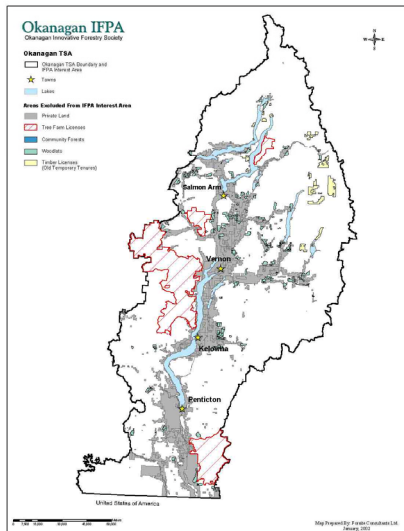 Okanagan IFPA
Okanagan Innovative Forestry Society
Okanagan TSA
Okanagan TSA Boundary and
IFPA Interest Area
Towns
Lakes
Areas Excluded From IFPA Interest Area
Private Land
Tree Farm Licenses
Community Forests
Woodlots
Timber Licenses
(Old Temporary Tenures)
Salmon Arm
Vernon
Kelowna
Penticton
United States of America
Map Prepared By: Forsite Consultants Ltd.
January, 2003